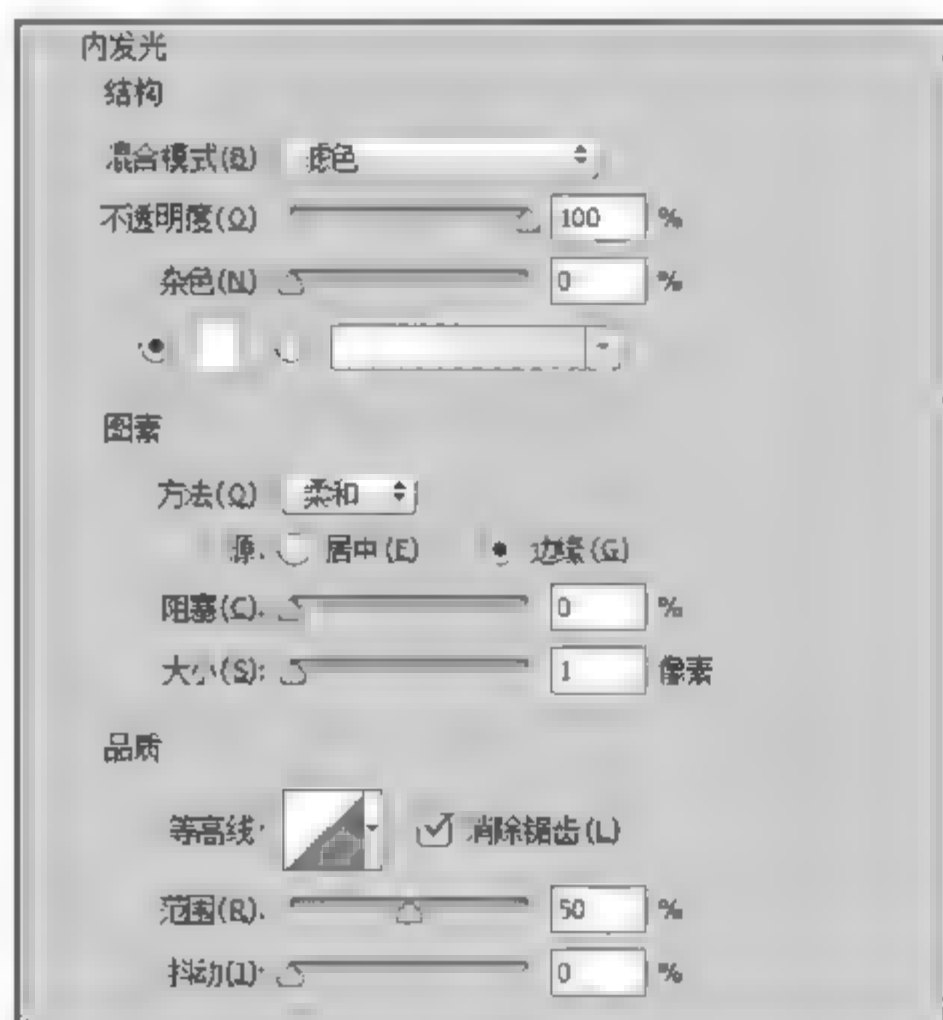 内发光
结构
混合模式(B) 滤色
不透明度(O) 100 %
杂色(N) 0 %
图素
方法(Q) 柔和
源: 居中(E) 边缘(G)
阻塞(C): 0 %
大小(S): 1 像素
品质
等高线: 消除锯齿(L)
范围(R): 50 %
抖动(J): 0 %